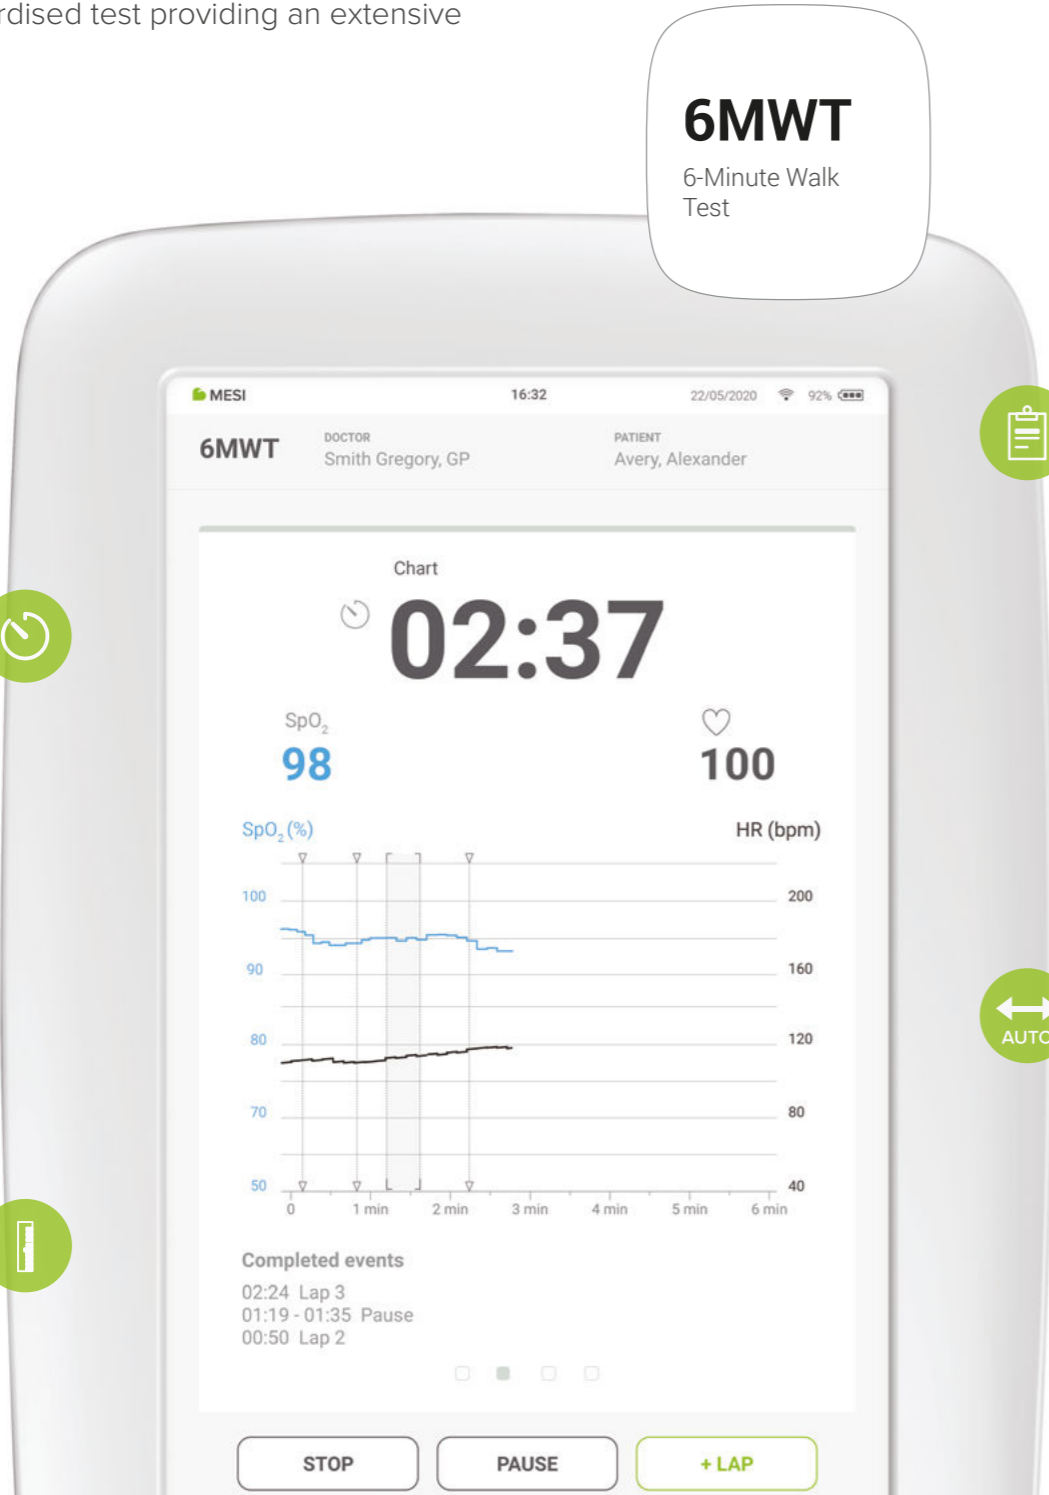 rdised test providing an extensive
6MWT
6-Minute Walk
Test
MESI 16:32 22/05/2020 92%
6MWT DOCTOR PATIENT
Smith Gregory, GP Avery, Alexander
Chart
02:37
SpO₂
98 100
SpO₂ (%) HR (bpm)
100 200
90 160
80 120
70 80
50 40
0 1 min 2 min 3 min 4 min 5 min 6 min
Completed events
02:24 Lap 3
01:19 - 01:35 Pause
00:50 Lap 2
STOP PAUSE + LAP
AUTO